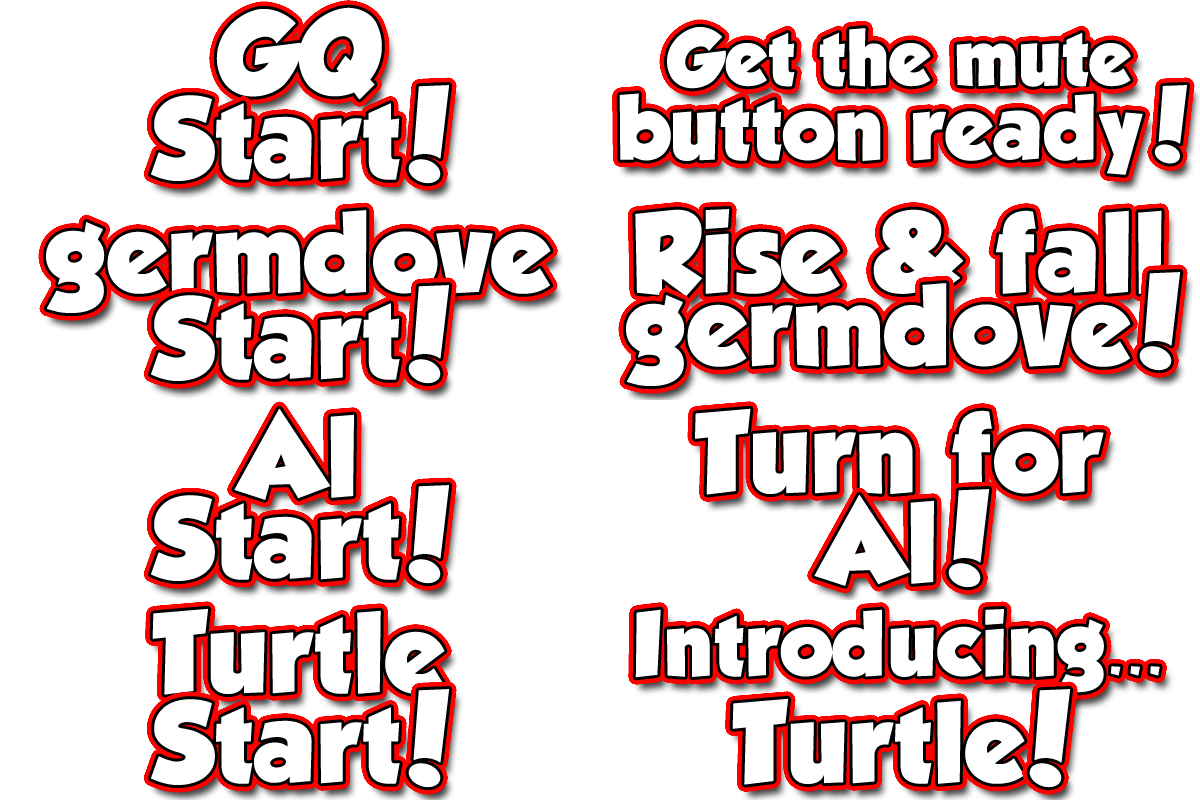 GQ
Start!
Get the mute
button ready!
germdove
Start!
Rise & fall
germdove!
AI
Start!
Turn for
AI!
Turtle
Start!
Introducing...
Turtle!